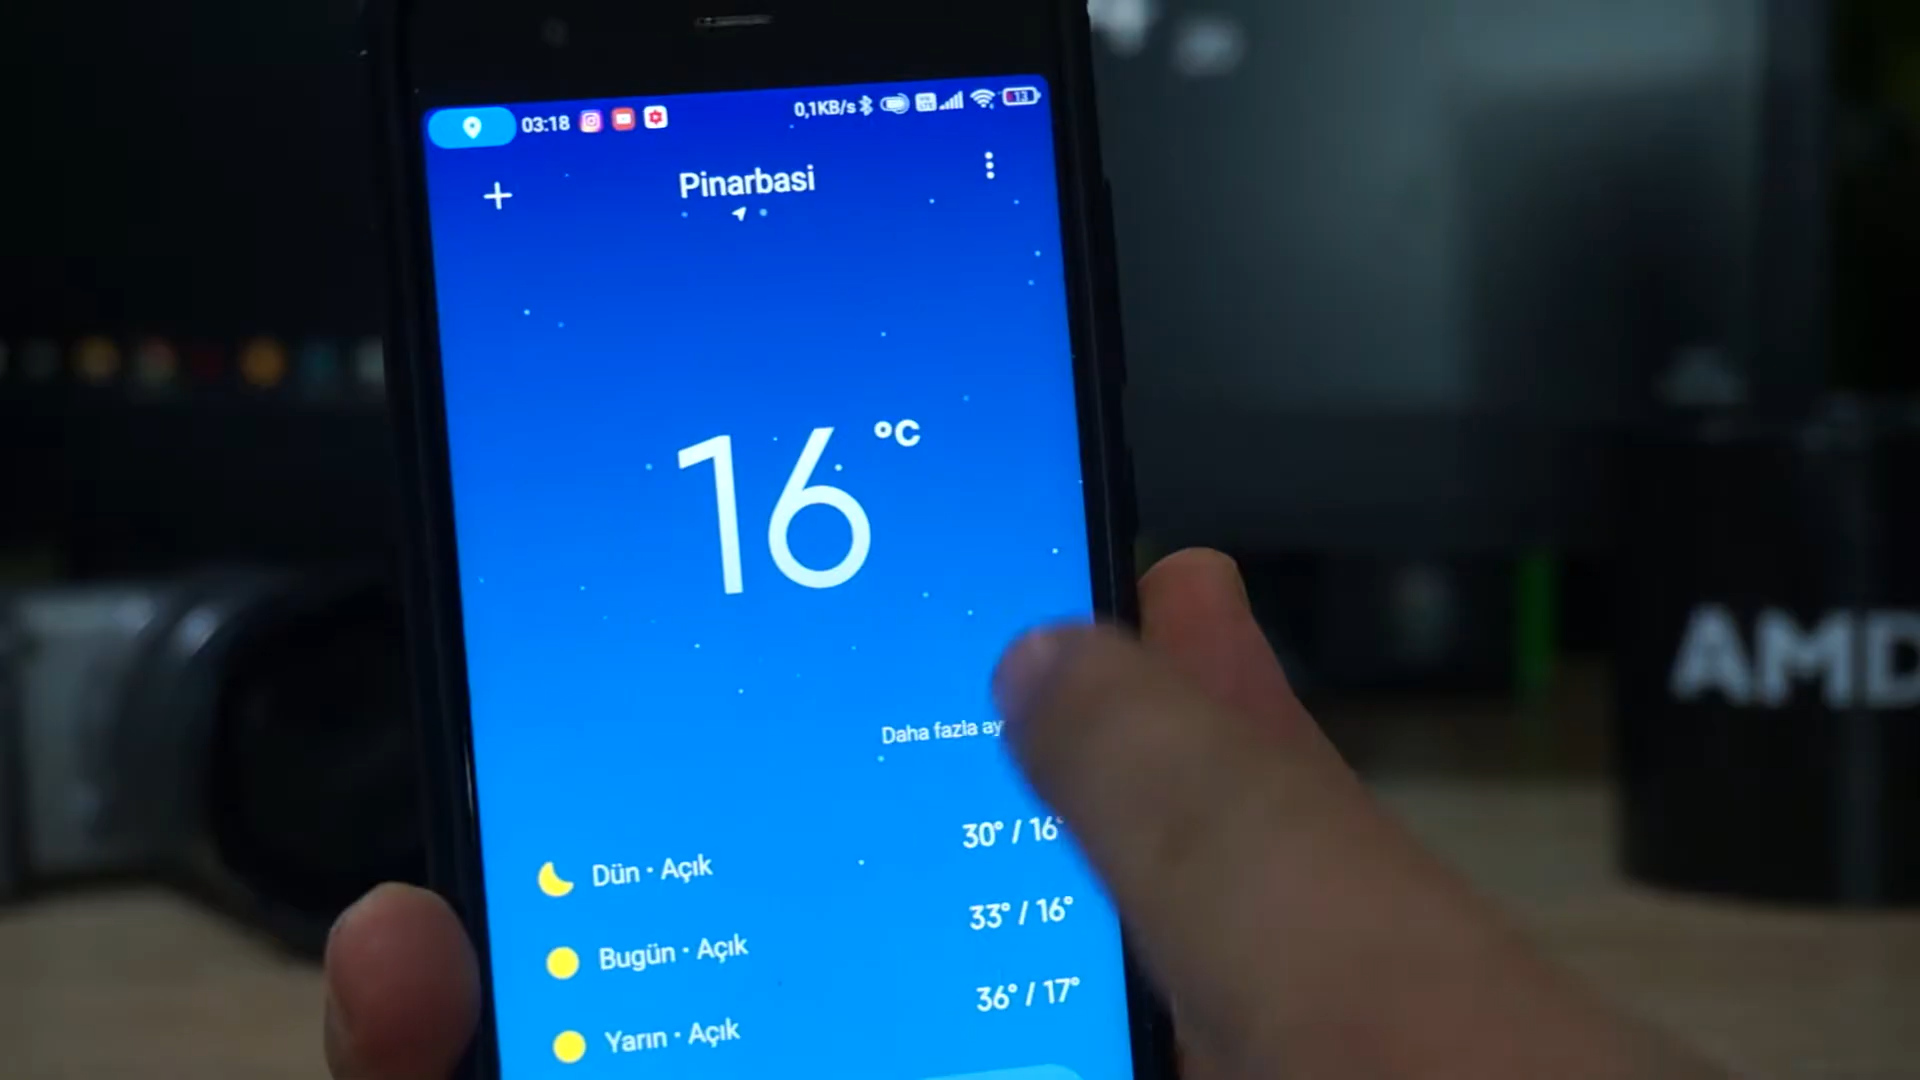 03:18 0,1KB/s 13
Pinarbasi
16 °C
Daha fazla
Dün · Açık 30° / 16°
Bugün · Açık 33° / 16°
Yarın · Açık 36° / 17°
AMD